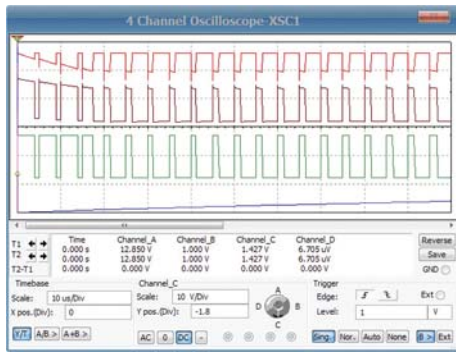 4 Channel Oscilloscope-XSC1
Time Channel_A Channel_B Channel_C Channel_D
T1 0.000 s 12.850 V 1.000 V 1.427 V 6.705 uV
T2 0.000 s 12.850 V 1.000 V 1.427 V 6.705 uV
T2-T1 0.000 s 0.000 V 0.000 V 0.000 V 0.000 V
Reverse
Save
GND
Timebase Channel_C Trigger
Scale: 10 us/Div Scale: 10 V/Div A Edge: Ext
X pos.(Div): 0 Y pos.(Div): -1.8 D B Level: 1 V
C
Y/T A/B > A+B > AC 0 DC - Sing. Nor. Auto None B > Ext